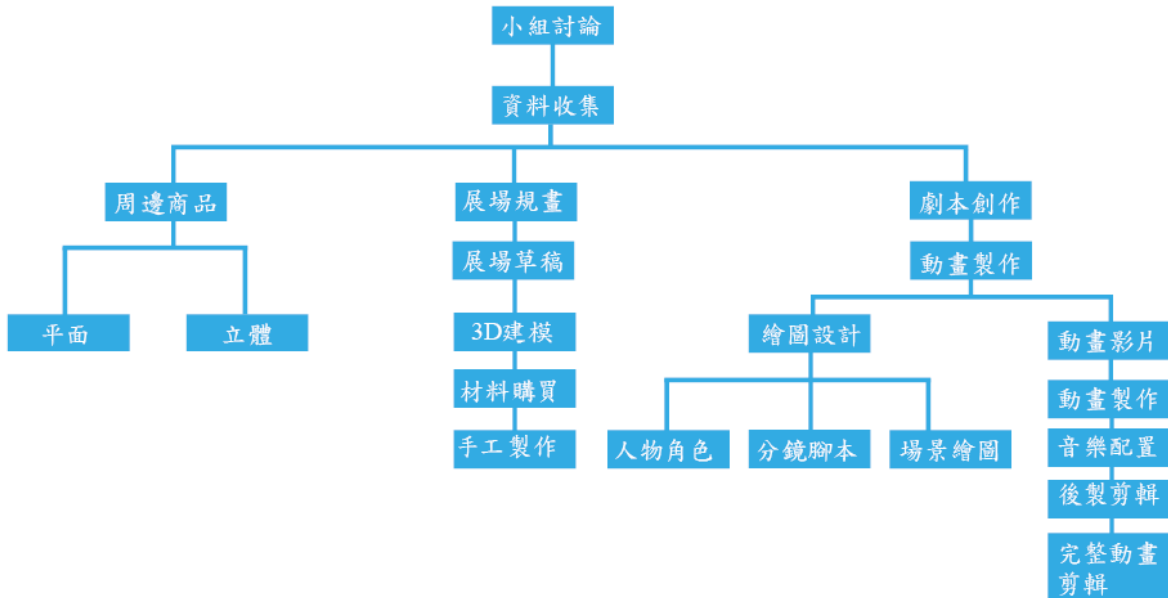 小組討論
資料收集
周邊商品
展場規畫
劇本創作
展場草稿
動畫製作
平面
立體
3D建模
繪圖設計
動畫影片
材料購買
動畫製作
手工製作
人物角色
分鏡腳本
場景繪圖
音樂配置
後製剪輯
完整動畫
剪輯